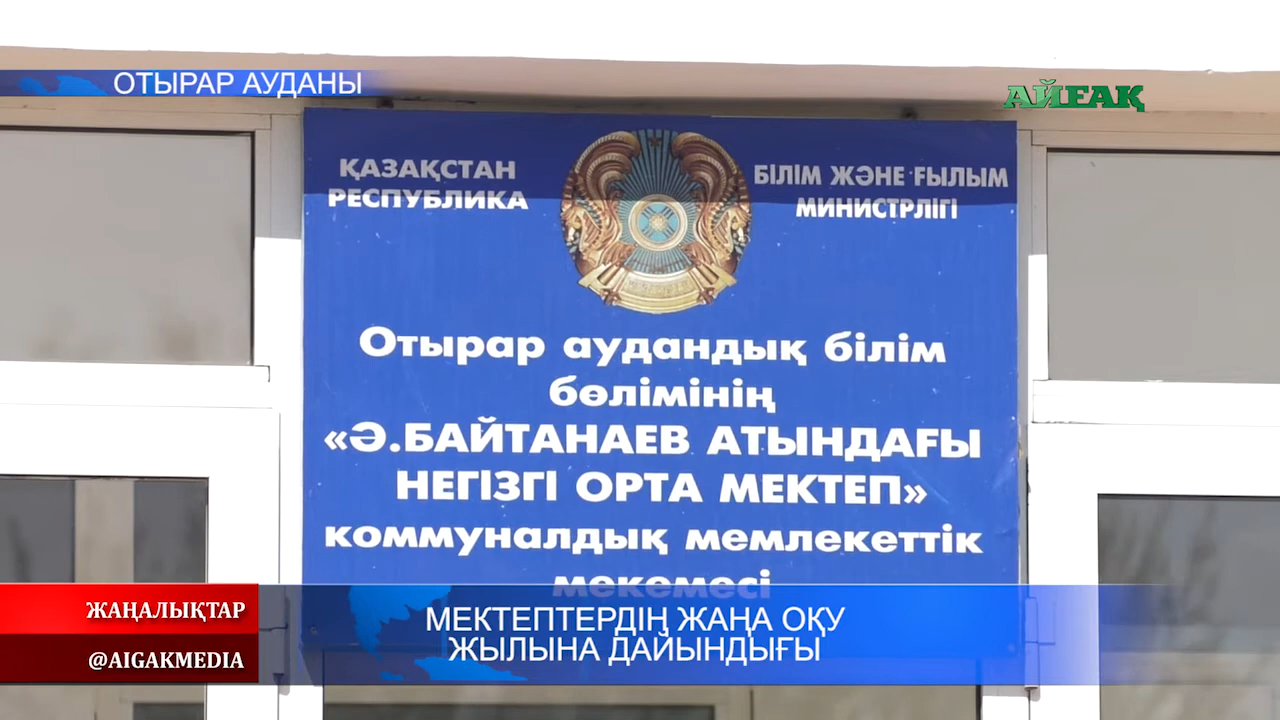 ОТЫРАР АУДАНЫ
АЙҒАҚ
ҚАЗАҚСТАН
РЕСПУБЛИКА
БІЛІМ ЖӘНЕ ҒЫЛЫМ
МИНИСТРЛІГІ
Отырар аудандық білім
бөлімінің
«Ә.БАЙТАНАЕВ АТЫНДАҒЫ
НЕГІЗГІ ОРТА МЕКТЕП»
коммуналдық мемлекеттік
мекемесі
ЖАҢАЛЫҚТАР
@AIGAKMEDIA
МЕКТЕПТЕРДІҢ ЖАҢА ОҚУ
ЖЫЛЫНА ДАЙЫНДЫҒЫ